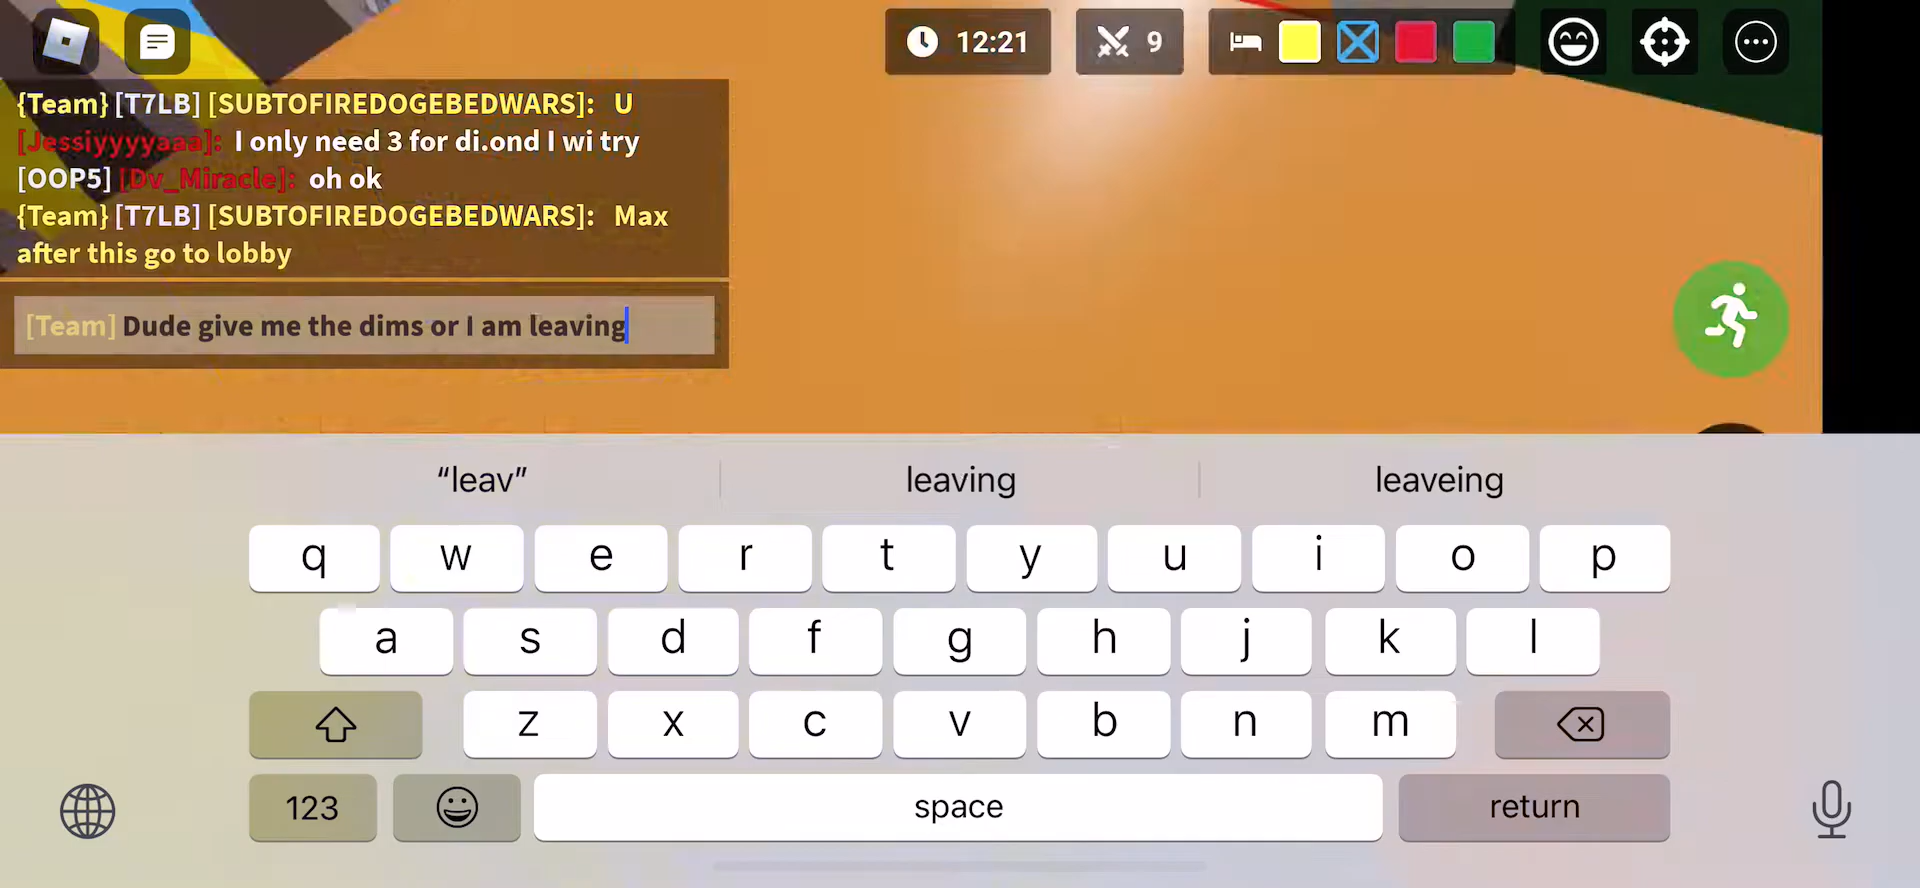 12:21 9
{Team} [T7LB] [SUBTOFIREDOGEBEDWARS]: U
[Jessiyyyyaaa]: I only need 3 for di.ond I wi try
[OOP5] [Dv_Miracle]: oh ok
{Team} [T7LB] [SUBTOFIREDOGEBEDWARS]: Max
after this go to lobby
[Team] Dude give me the dims or I am leaving
“leav” leaving leaveing
q w e r t y u i o p
a s d f g h j k l
z x c v b n m
123 space return